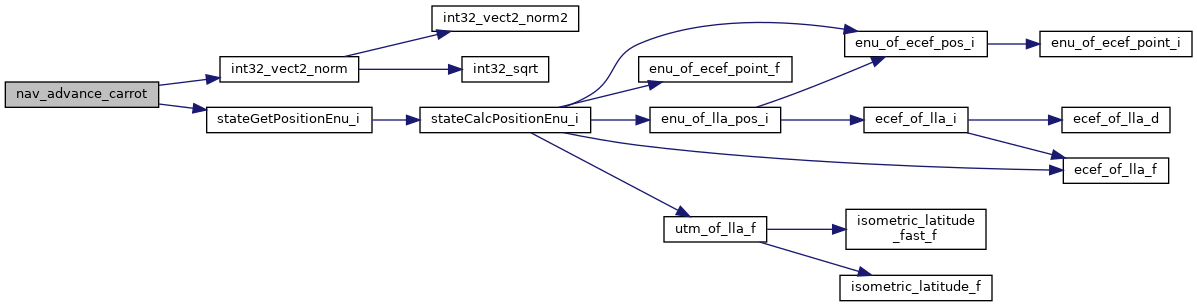 nav_advance_carrot
int32_vect2_norm
stateGetPositionEnu_i
int32_vect2_norm2
int32_sqrt
stateCalcPositionEnu_i
enu_of_ecef_point_f
enu_of_lla_pos_i
utm_of_lla_f
enu_of_ecef_pos_i
ecef_of_lla_i
isometric_latitude
_fast_f
isometric_latitude_f
enu_of_ecef_point_i
ecef_of_lla_d
ecef_of_lla_f